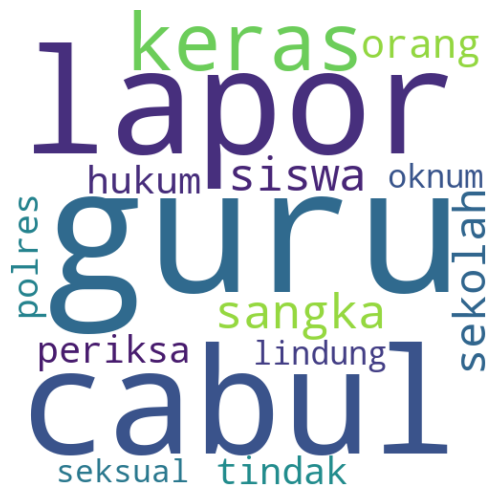 keras
orang
lapor
hukum
siswa
oknum
polres
guru
sekolah
sangka
periksa
lindung
cabul
seksual
tindak